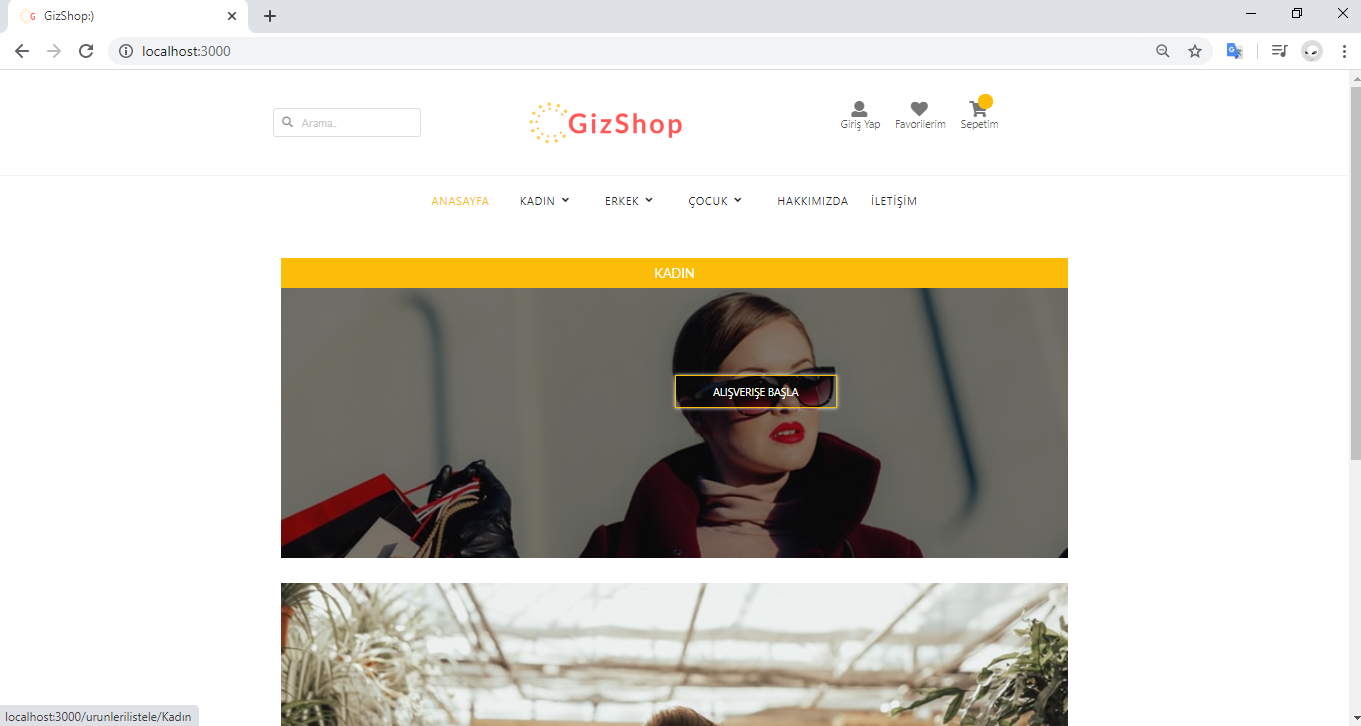 GizShop:)
localhost:3000
Arama..
GizShop
Giriş Yap
Favorilerim
Sepetim
ANASAYFA
KADIN
ERKEK
ÇOCUK
HAKKIMIZDA
İLETİŞİM
KADIN
ALIŞVERIŞE BAŞLA
localhost:3000/urunlerilistele/Kadın